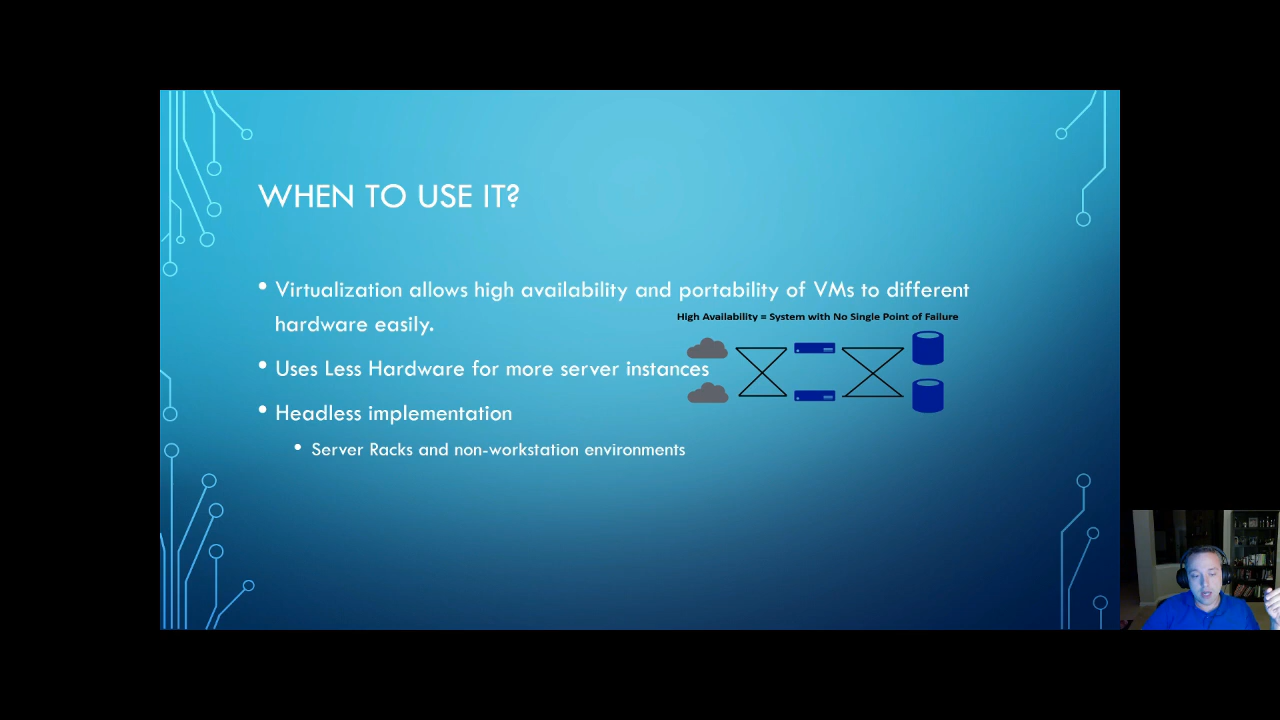 WHEN TO USE IT?
• Virtualization allows high availability and portability of VMs to different
hardware easily.
High Availability = System with No Single Point of Failure
• Uses Less Hardware for more server instances
• Headless implementation
• Server Racks and non-workstation environments